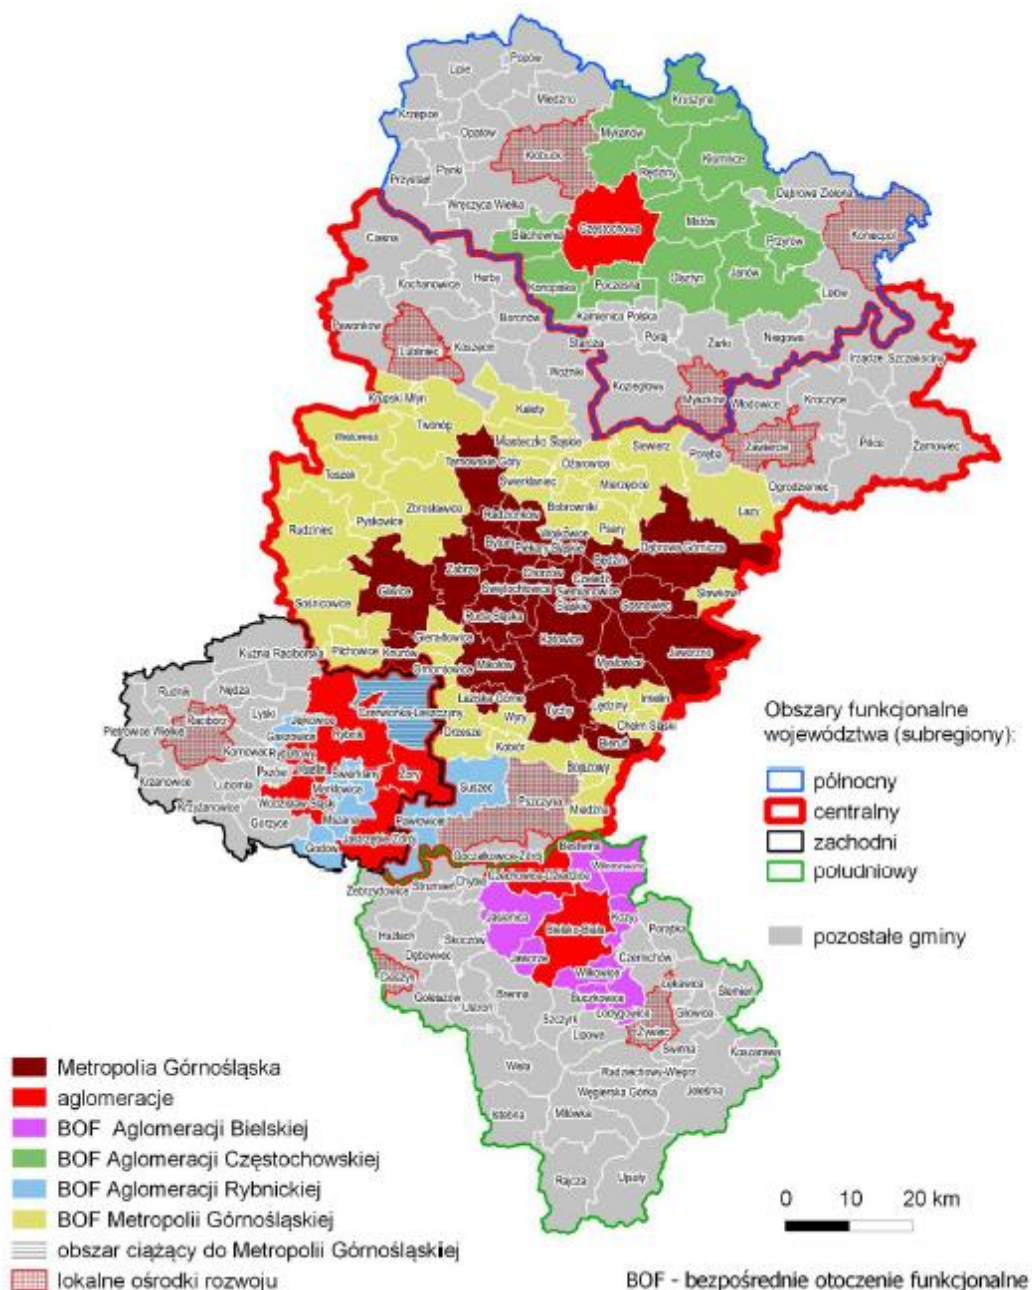 Lipie
Popów
Miedźno
Kruszyna
Krzepice
Opatów
Mykanów
Kłobuck
Kłomnice
Panki
Przystajń
Rędziny
Dąbrowa Zielona
Wręczyca Wielka
Mstów
Koniecpol
Częstochowa
Blachownia
Przyrów
Ciasna
Herby
Olsztyn
Janów
Kochanowice
Konopiska
Poczesna
Lelów
Boronów
Kamienica Polska
Pawonków
Starcza
Poraj
Żarki
Niegowa
Lubliniec
Koszęcin
Irządze
Szczekociny
Woźniki
Koziegłowy
Myszków
Włodowice
Kroczyce
Krupski Młyn
Kalety
Tworóg
Wielowieś
Miasteczko Śląskie
Siewierz
Zawiercie
Pilica
Żarnowiec
Poręba
Tarnowskie Góry
Ożarowice
Toszek
Świerklaniec
Mierzęcice
Ogrodzieniec
Zbrosławice
Bobrowniki
Radzionków
Łazy
Rudziniec
Pyskowice
Wojkowice
Psary
Bytom
Piekary Śląskie
Dąbrowa Górnicza
Będzin
Zabrze
Chorzów
Czeladź
Gliwice
Świętochłowice
Siemianowice
Śląskie
Sławków
Sośnicowice
Sosnowiec
Ruda Śląska
Gierałtowice
Katowice
Pilchowice
Knurów
Jaworzno
Kuźnia Raciborska
Ornontowice
Mikołów
Mysłowice
Rudnik
Nędza
Łaziska Górne
Lędziny
Imielin
Czerwionka-Leszczyny
Tychy
Racibórz
Lyski
Jejkowice
Wyry
Chełm Śląski
Pietrowice Wielkie
Rybnik
Orzesze
Gaszowice
Bieruń
Kornowac
Rydułtowy
Kobiór
Pszów
Radlin
Świerklany
Żory
Bojszowy
Krzanowice
Lubomia
Marklowice
Suszec
Krzyżanowice
Wodzisław Śląski
Pszczyna
Miedźna
Gorzyce
Mszana
Pawłowice
Godów
Jastrzębie Zdrój
Bestwina
Goczałkowice-Zdrój
Wilamowice
Zebrzydowice
Strumień
Chybie
Czechowice-Dziedzice
Jasienica
Kozy
Hażlach
Skoczów
Bielsko-Biała
Porąbka
Dębowiec
Jaworze
Czernichów
Cieszyn
Wilkowice
Łękawica
Ślemień
Goleszów
Brenna
Buczkowice
Gilowice
Ustroń
Szczyrk
Łodygowice
Lipowa
Żywiec
Świnna
Koszarawa
Wisła
Radziechowy-Wieprz
Węgierska Górka
Jeleśnia
Istebna
Milówka
Rajcza
Ujsoły
Obszary funkcjonalne
województwa (subregiony):
północny
centralny
zachodni
południowy
pozostałe gminy
Metropolia Górnośląska
aglomeracje
BOF Aglomeracji Bielskiej
BOF Aglomeracji Częstochowskiej
BOF Aglomeracji Rybnickiej
BOF Metropolii Górnośląskiej
obszar ciążący do Metropolii Górnośląskiej
lokalne ośrodki rozwoju
0 10 20 km
BOF - bezpośrednie otoczenie funkcjonalne